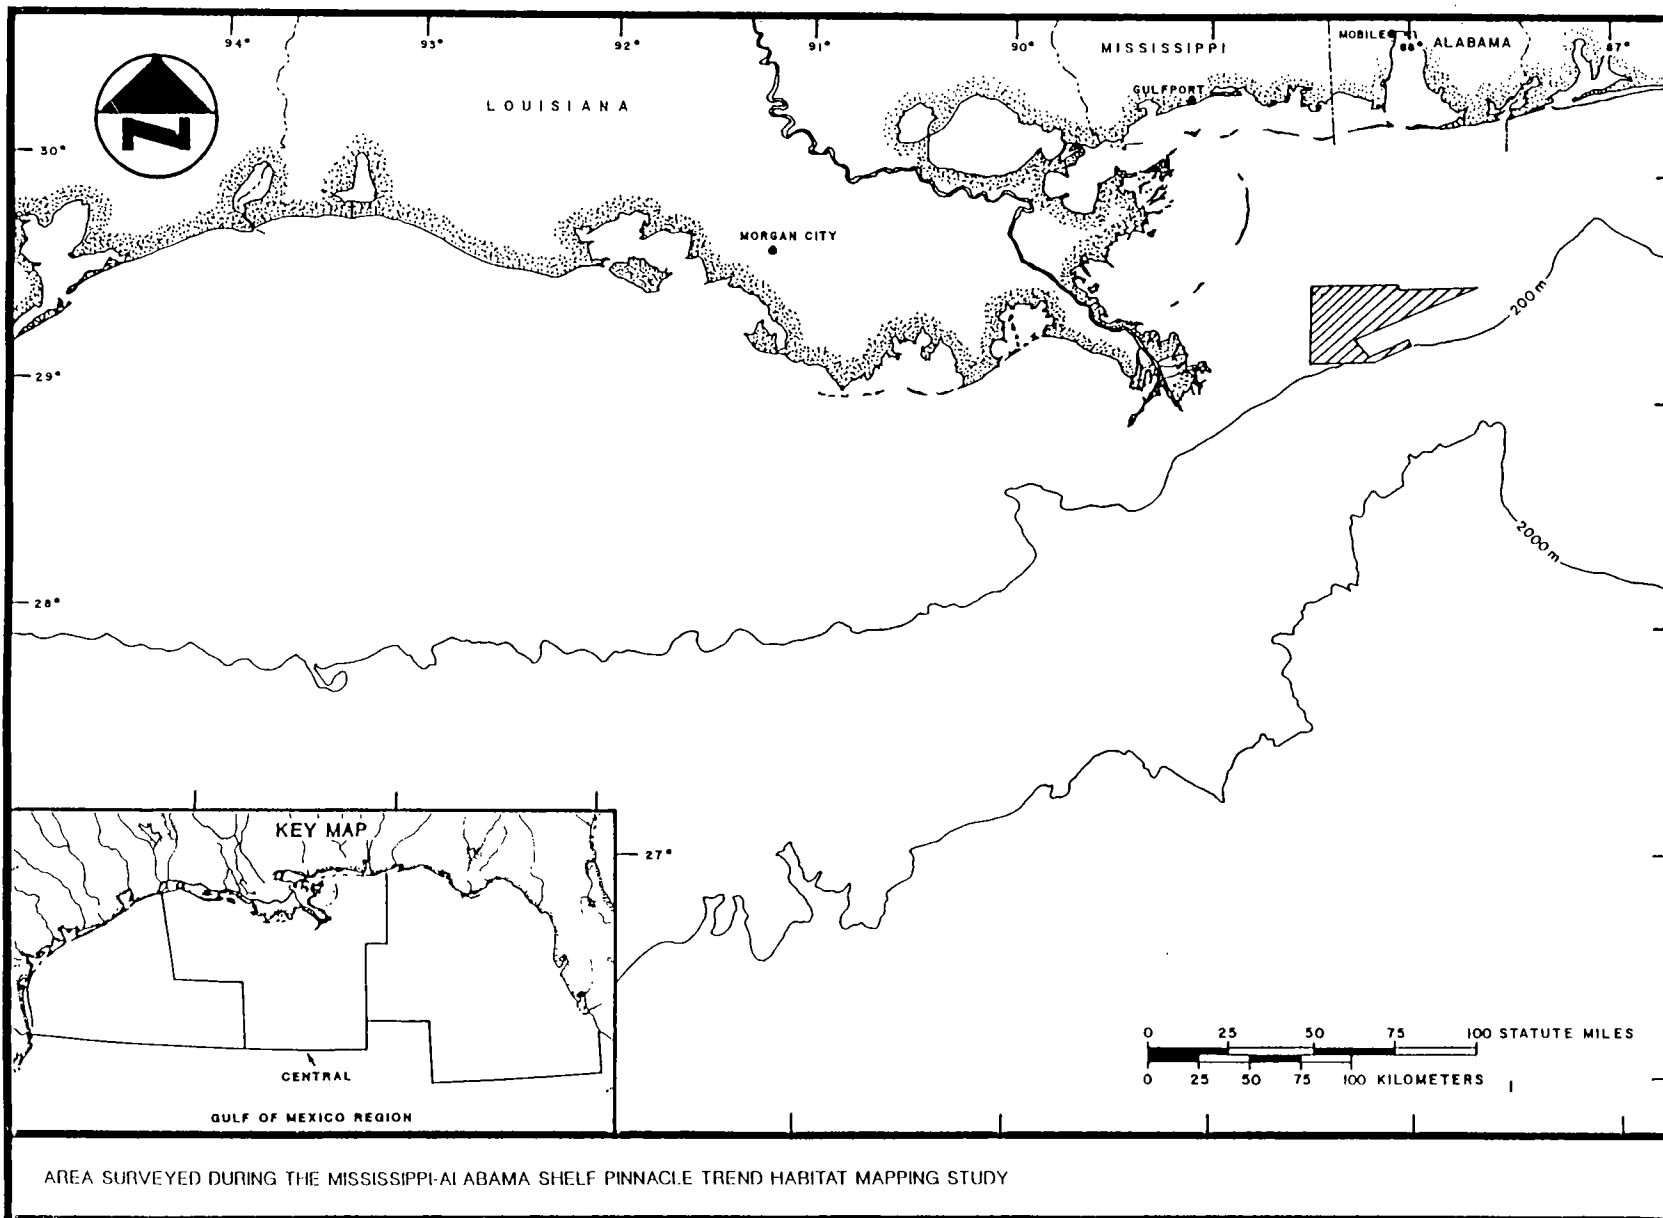 94° 93° 92° 91° 90° 88° 87°
MISSISSIPPI
MOBILE
ALABAMA
LOUISIANA
GULFPORT
N
30°
MORGAN CITY
200 m
29°
2000 m
28°
KEY MAP
27°
CENTRAL
GULF OF MEXICO REGION
0 25 50 75 100 STATUTE MILES
0 25 50 75 100 KILOMETERS
AREA SURVEYED DURING THE MISSISSIPPI-ALABAMA SHELF PINNACLE TREND HABITAT MAPPING STUDY